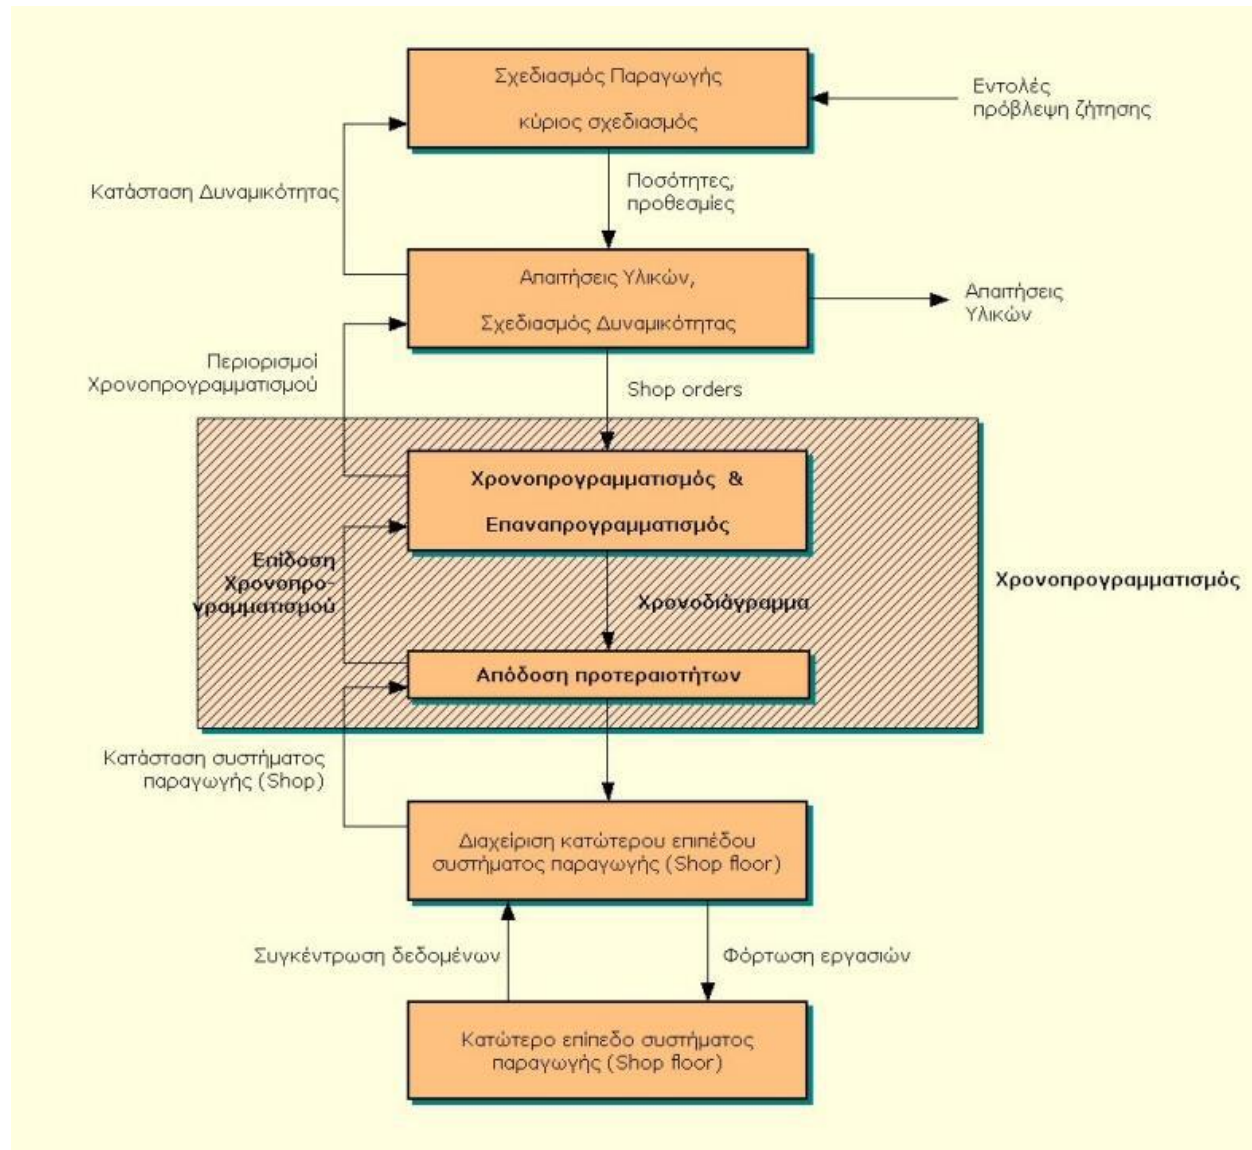 Σχεδιασμός Παραγωγής
κύριος σχεδιασμός
Εντολές
πρόβλεψη ζήτησης
Κατάσταση Δυναμικότητας
Ποσότητες,
προθεσμίες
Απαιτήσεις Υλικών,
Σχεδιασμός Δυναμικότητας
Απαιτήσεις
Υλικών
Περιορισμοί
Χρονοπρογραμματισμού
Shop orders
Χρονοπρογραμματισμός &
Επαναπρογραμματισμός
Επίδοση
Χρονοπρο-
γραμματισμού
Χρονοδιάγραμμα
Χρονοπρογραμματισμός
Απόδοση προτεραιοτήτων
Κατάσταση συστήματος
παραγωγής (Shop)
Διαχείριση κατώτερου επιπέδου
συστήματος παραγωγής (Shop floor)
Συγκέντρωση δεδομένων
Φόρτωση εργασιών
Κατώτερο επίπεδο συστήματος
παραγωγής (Shop floor)